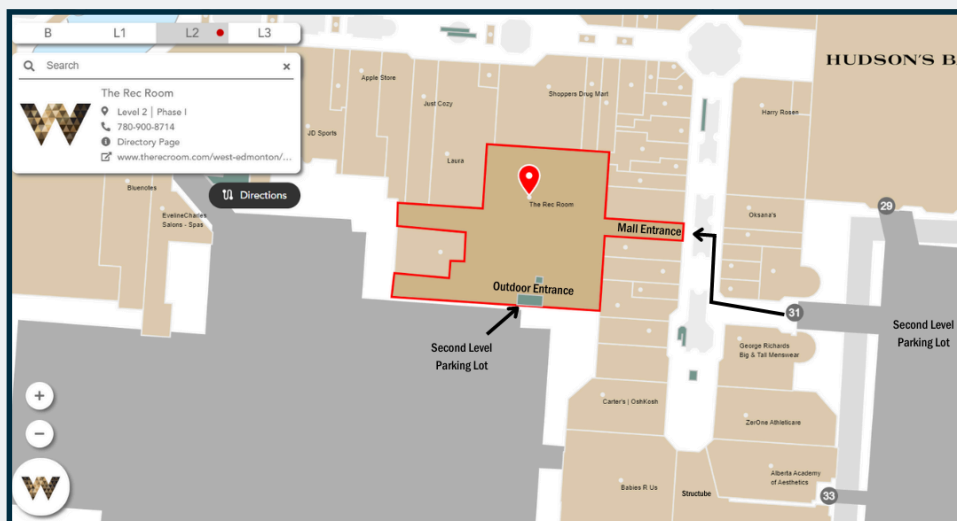 B L1 L2 L3
Search ×
The Rec Room
Level 2 | Phase I
780-900-8714
Directory Page
www.therecroom.com/west-edmonton/...
Directions
HUDSON'S B
Apple Store
Just Cozy
Shoppers Drug Mart
Harry Rosen
JD Sports
Laura
Bluenotes
EvelineCharles
Salons - Spas
The Rec Room
Oksana's
29
Mall Entrance
Outdoor Entrance
31
Second Level
Parking Lot
Second Level
Parking Lot
George Richards
Big & Tall Menswear
Carter's | OshKosh
ZerOne Athleticare
Alberta Academy
of Aesthetics
Babies R Us
Structube
33
+
−
W